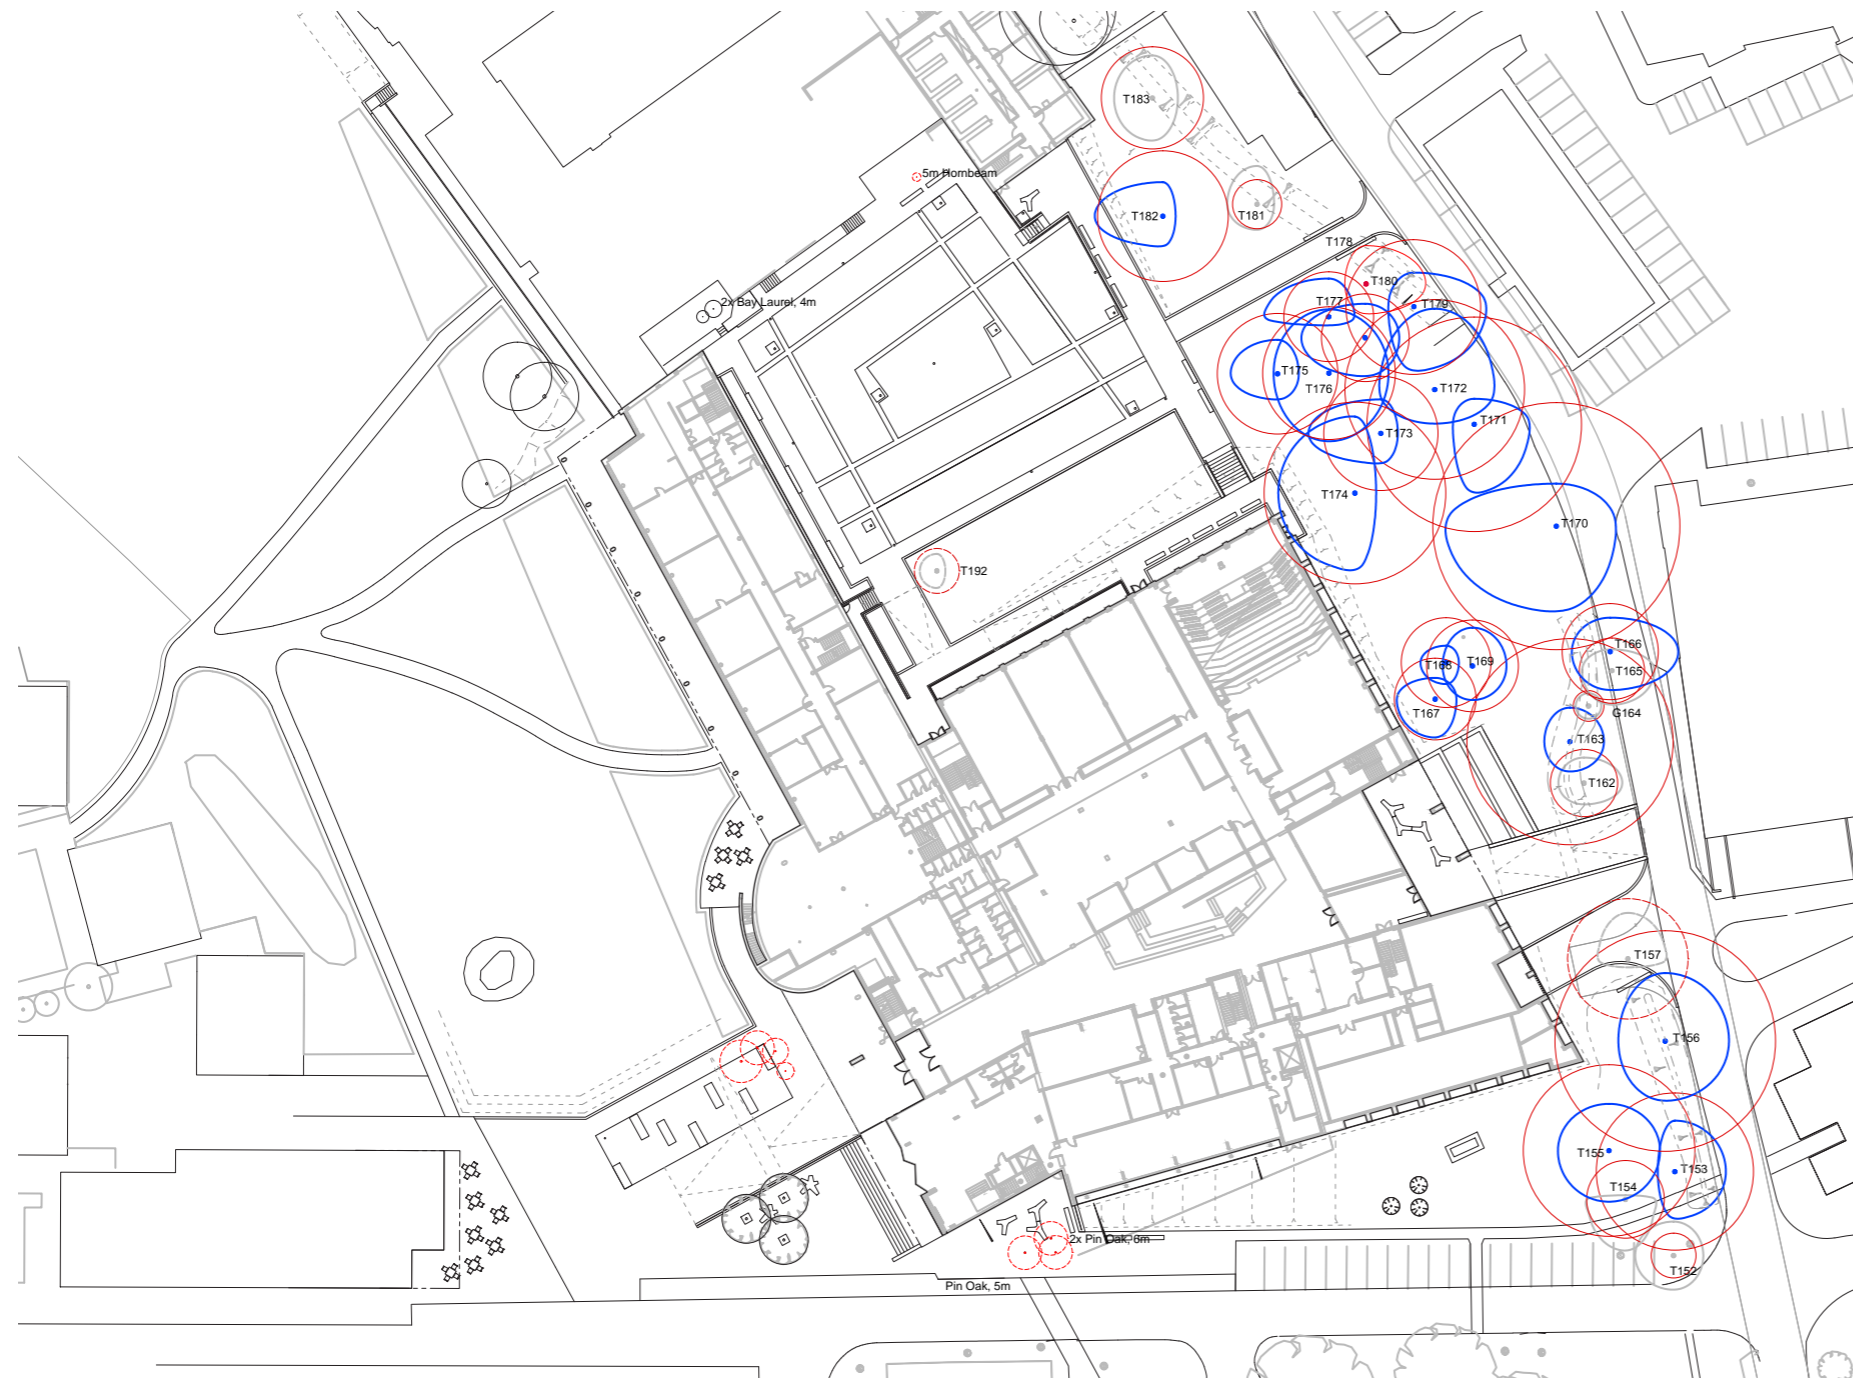 T183
5m Hornbeam
T182
T181
T178
T180
2x Bay Laurel, 4m
T177
T179
T175
T176
T172
T171
T173
T174
T170
T192
T166
T168
T169
T165
T167
G164
T163
T162
T157
T156
T155
T153
T154
2x Pin Oak, 6m
T152
Pin Oak, 5m